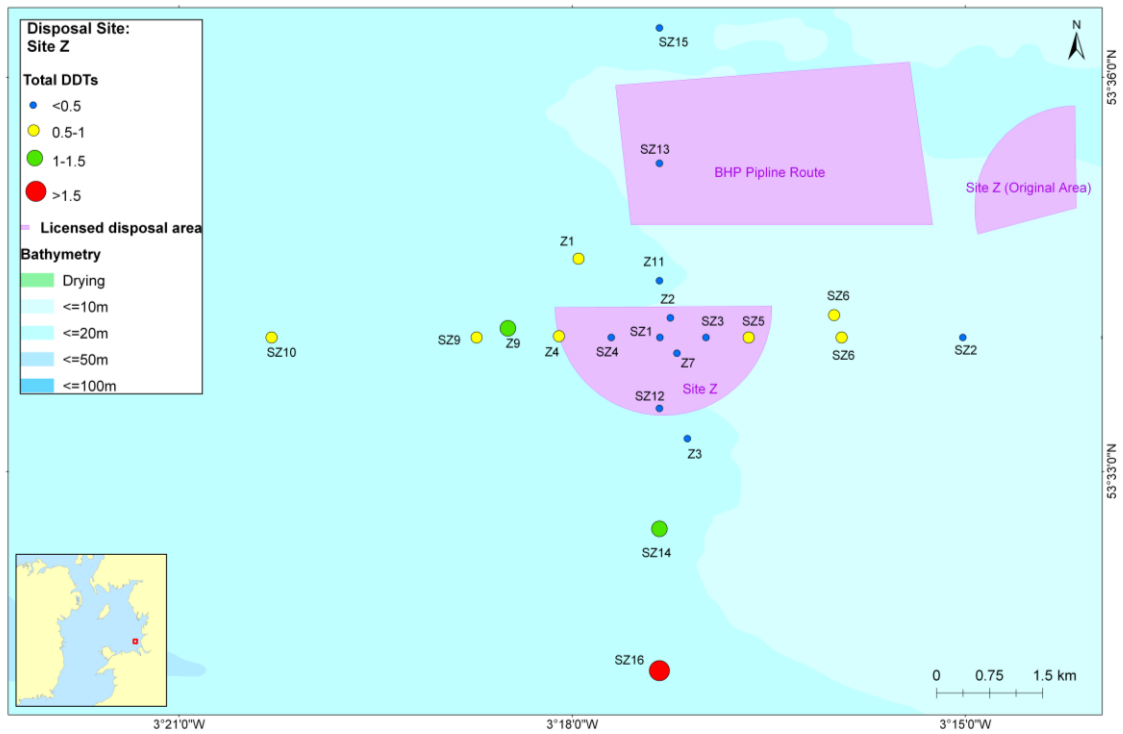 Disposal Site:
Site Z
Total DDTs
<0.5
0.5-1
1-1.5
>1.5
Licensed disposal area
Bathymetry
Drying
<=10m
<=20m
<=50m
<=100m
N
SZ15
53°36'0"N
SZ13
BHP Pipline Route
Site Z (Original Area)
Z1
Z11
Z2
SZ6
SZ10
SZ9
Z9
Z4
SZ4
SZ1
SZ3
SZ5
SZ6
SZ2
Z7
Site Z
SZ12
Z3
53°33'0"N
SZ14
SZ16
0 0.75 1.5 km
3°21'0"W
3°18'0"W
3°15'0"W